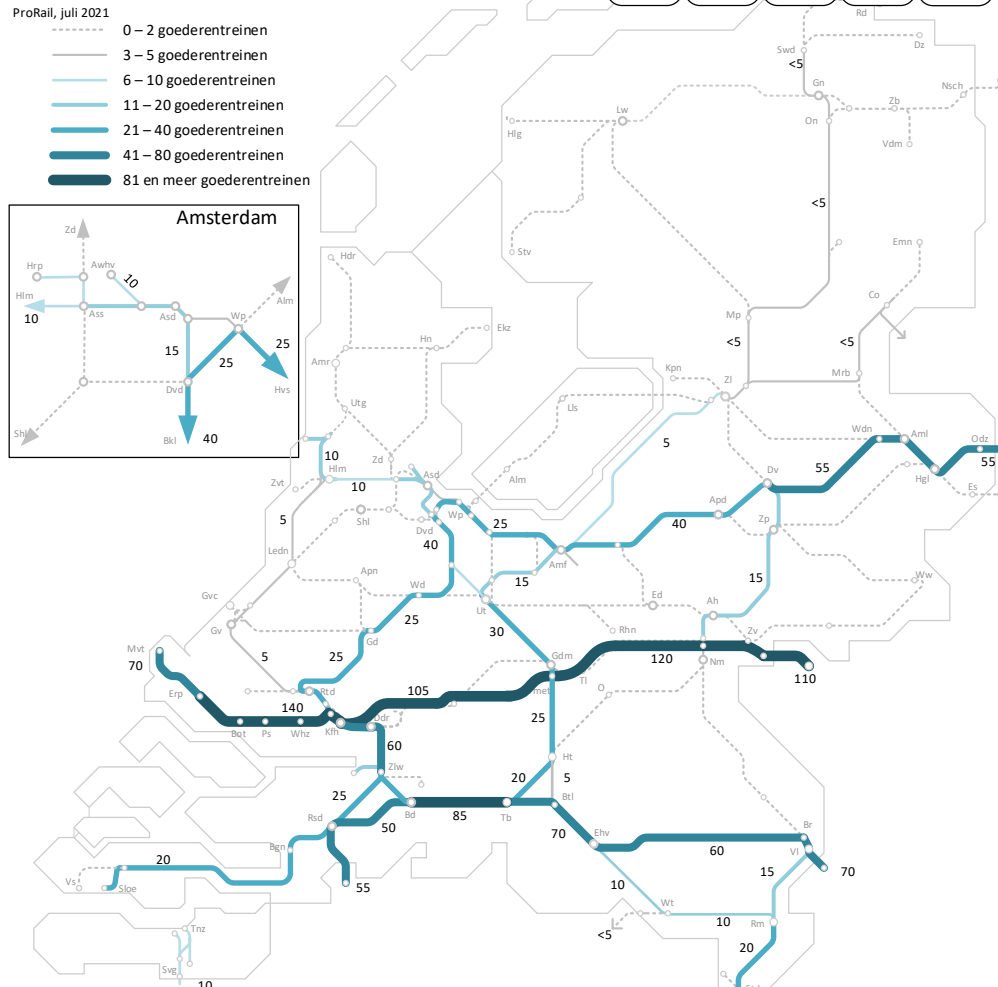 ProRail, juli 2021
0 – 2 goederentreinen
3 – 5 goederentreinen
6 – 10 goederentreinen
11 – 20 goederentreinen
21 – 40 goederentreinen
41 – 80 goederentreinen
81 en meer goederentreinen
Amsterdam
Zd
Hrp
Awhv
10
Hlm
10
Ass
Asd
Wp
Alm
15
25
25
Dvd
Hvs
Shl
Bkl
40
Rd
Swd
Dz
<5
Gn
Nsch
Zb
On
Vdm
Lw
Hlg
<5
Stv
Emn
Hdr
Co
Mp
<5
<5
Ekz
Hn
Amr
Kpn
Zl
Mrb
Utg
Lls
Wdn
Aml
Odz
5
55
55
10
Zd
Hlm
10
Asd
Alm
Dv
Hgl
Es
Zvt
Apd
40
Zp
5
Shl
Wp
25
Dvd
40
Ledn
Amf
15
Apn
Wd
15
Ww
Gvc
25
Ut
Ed
Ah
Gv
30
Rhn
Zv
Gd
Mvt
70
5
25
Gdm
120
Nm
110
met
Tl
Erp
Rtd
105
O
140
Bot
Ps
Whz
Kfh
Ddr
25
60
Zlw
Ht
20
5
25
Btl
Rsd
50
Bd
85
Tb
70
Br
Ehv
60
Bgn
Vl
20
15
70
Vs
Sloe
55
10
Wt
10
Rm
<5
20
Tnz
Svg
10